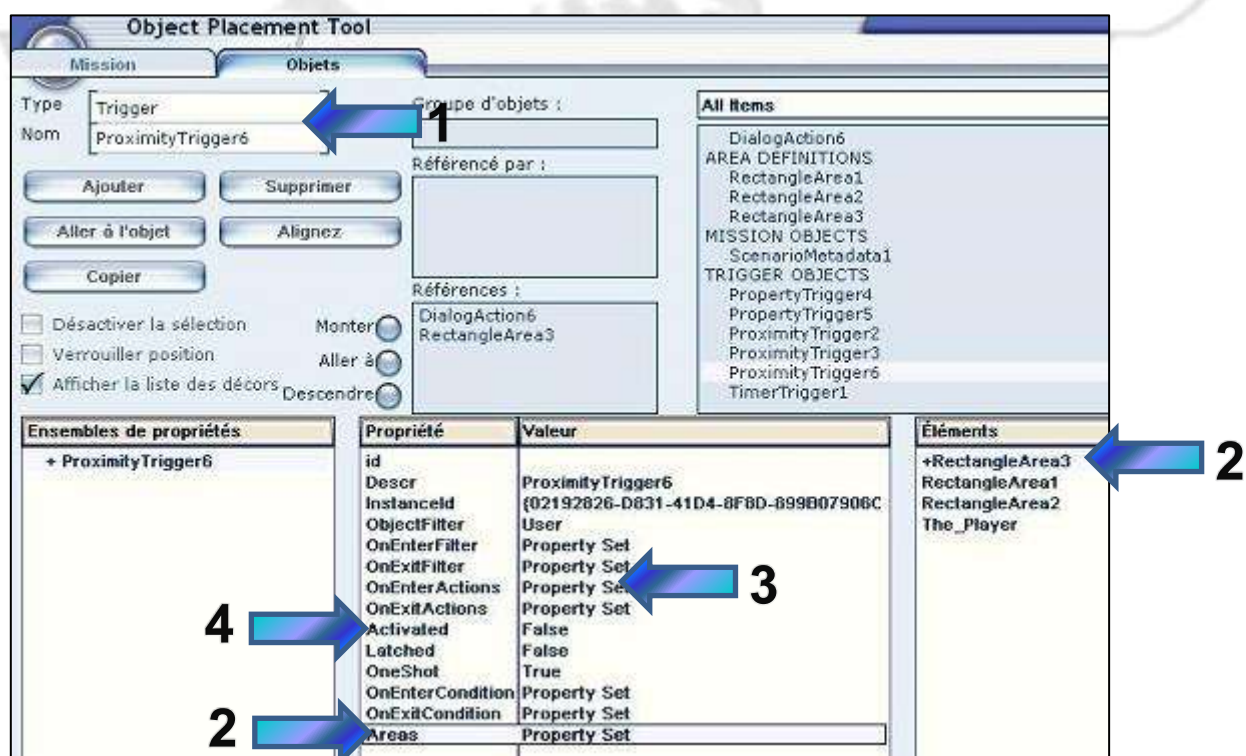 Object Placement Tool
Mission
Objets
Type
Trigger
Nom
ProximityTrigger6
1
Ajouter
Supprimer
Aller à l'objet
Alignez
Copier
Désactiver la sélection
Verrouiller position
Afficher la liste des décors
Monter
Aller à
Descendre
Groupe d'objets :
Référencé par :
Références :
DialogAction6
RectangleArea3
All Items
DialogAction6
AREA DEFINITIONS
RectangleArea1
RectangleArea2
RectangleArea3
MISSION OBJECTS
ScenarioMetadata1
TRIGGER OBJECTS
PropertyTrigger4
PropertyTrigger5
ProximityTrigger2
ProximityTrigger3
ProximityTrigger6
TimerTrigger1
Ensembles de propriétés
+ ProximityTrigger6
Propriété Valeur
id
Descr ProximityTrigger6
InstanceId {02192826-D831-41D4-8F8D-899B07906C
ObjectFilter User
OnEnterFilter Property Set
OnExitFilter Property Set
OnEnterActions Property Set
OnExitActions Property Set
Activated False
Latched False
OneShot True
OnEnterCondition Property Set
OnExitCondition Property Set
Areas Property Set
3
4
2
Éléments
+RectangleArea3
RectangleArea1
RectangleArea2
The_Player
2